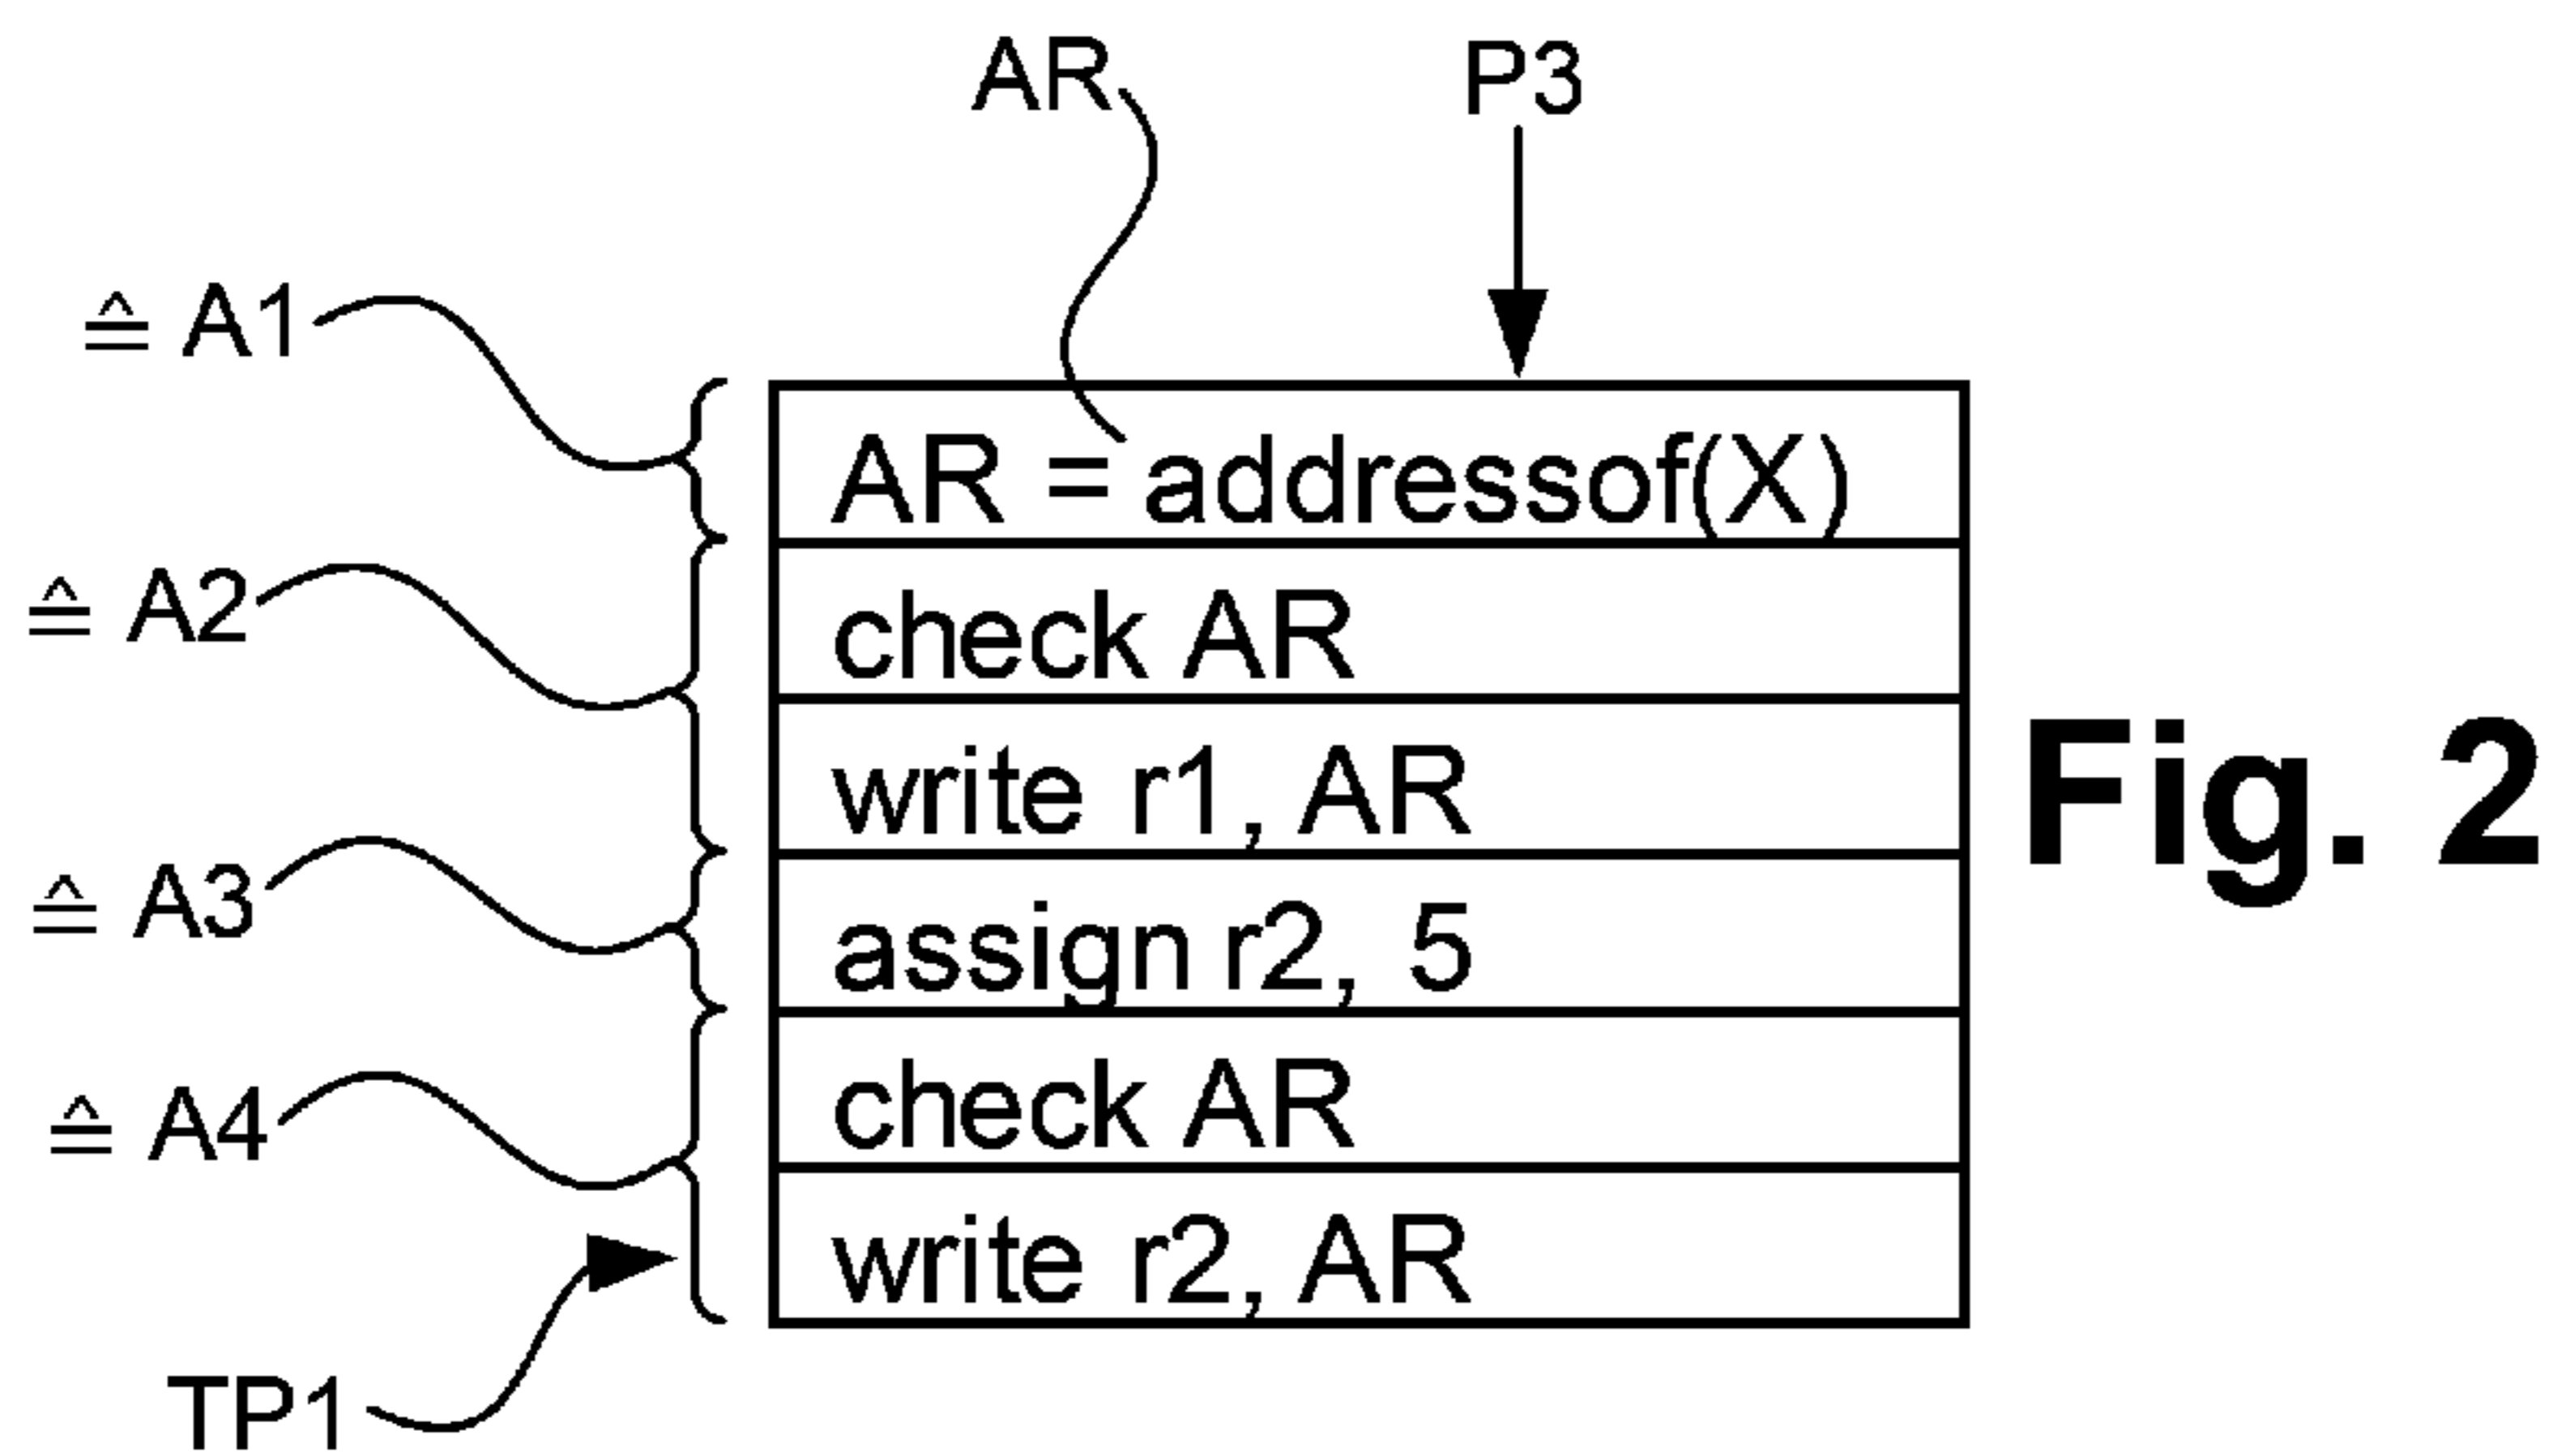 AR
P3
≙ A1
AR = addressof(X)
≙ A2
check AR
write r1, AR
≙ A3
assign r2, 5
≙ A4
check AR
write r2, AR
TP1
Fig. 2